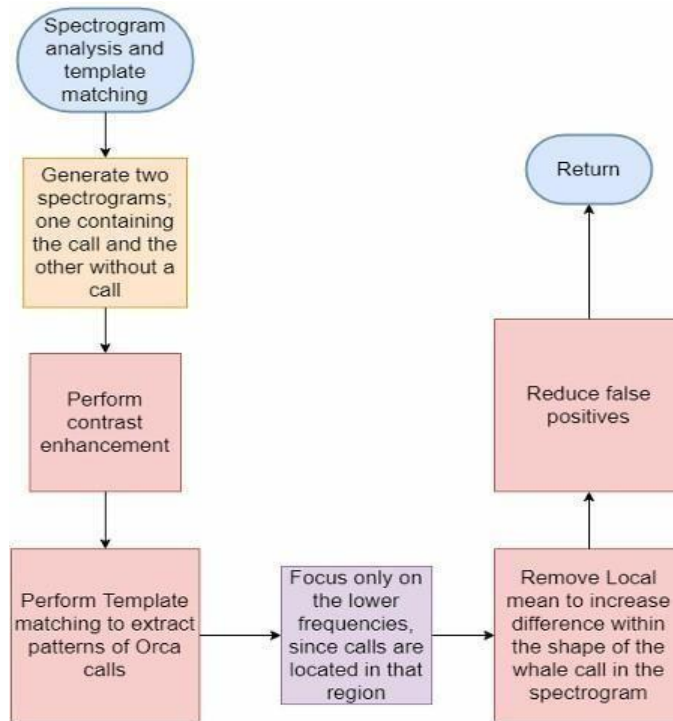 Spectrogram
analysis and
template
matching
Generate two
spectrograms;
one containing
the call and the
other without a
call
Perform
contrast
enhancement
Perform Template
matching to extract
patterns of Orca
calls
Focus only on
the lower
frequencies,
since calls are
located in that
region
Remove Local
mean to increase
difference within
the shape of the
whale call in the
spectrogram
Reduce false
positives
Return